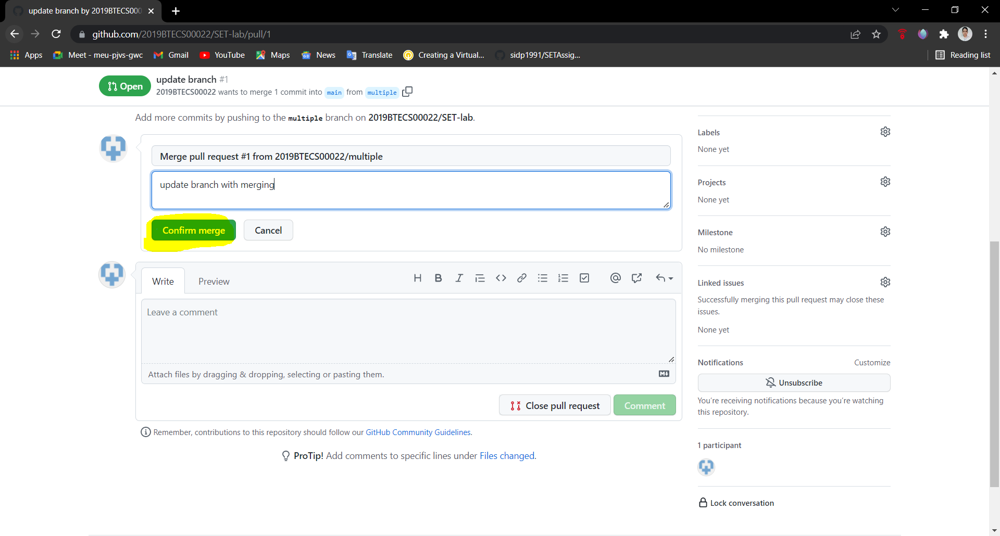 update branch by 2019BTECS000
github.com/2019BTECS00022/SET-lab/pull/1
Apps Meet - meu-pjvs-gwc Gmail YouTube Maps News Translate Creating a Virtual... sidp1991/SETAssig... Reading list
Open update branch #1
2019BTECS00022 wants to merge 1 commit into main from multiple
Add more commits by pushing to the multiple branch on 2019BTECS00022/SET-lab.
Merge pull request #1 from 2019BTECS00022/multiple
update branch with merging
Confirm merge Cancel
Write Preview
Leave a comment
Attach files by dragging & dropping, selecting or pasting them.
Close pull request Comment
Remember, contributions to this repository should follow our GitHub Community Guidelines.
ProTip! Add comments to specific lines under Files changed.
Labels
None yet
Projects
None yet
Milestone
No milestone
Linked issues
Successfully merging this pull request may close these
issues.
None yet
Notifications Customize
Unsubscribe
You're receiving notifications because you're watching
this repository.
1 participant
Lock conversation